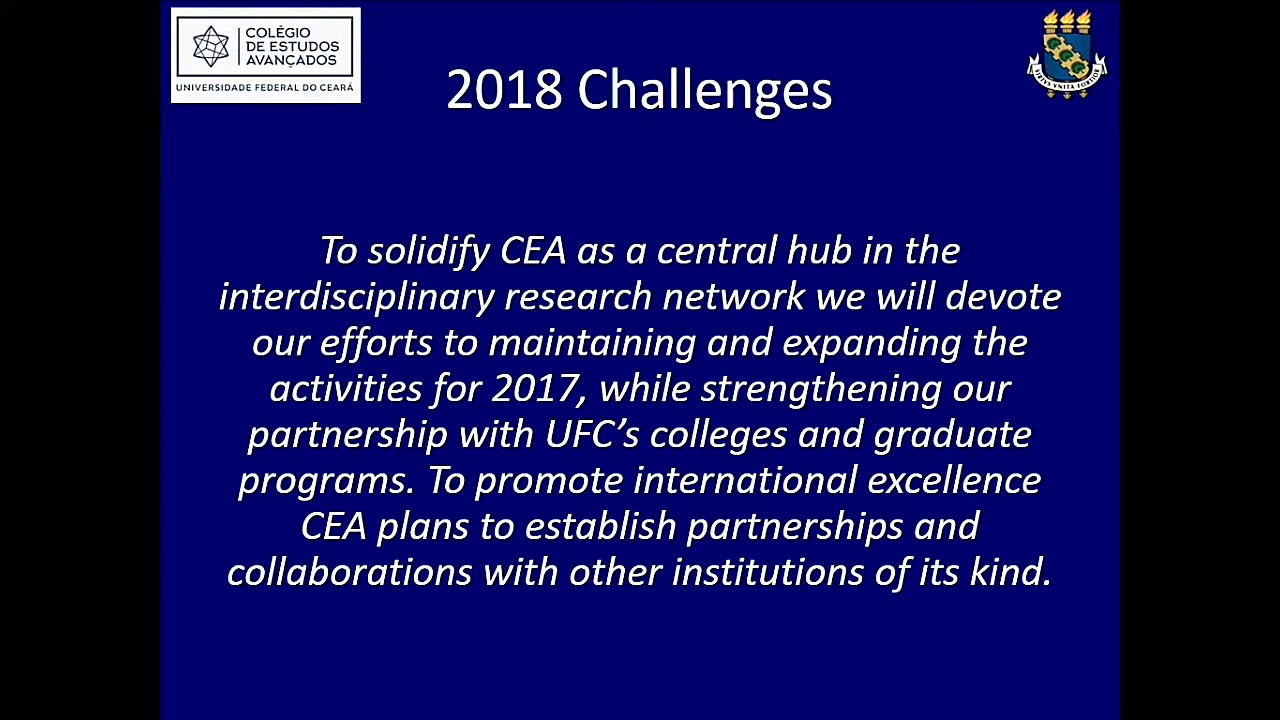 COLÉGIO
DE ESTUDOS
AVANÇADOS
UNIVERSIDADE FEDERAL DO CEARÁ
2018 Challenges
To solidify CEA as a central hub in the
interdisciplinary research network we will devote
our efforts to maintaining and expanding the
activities for 2017, while strengthening our
partnership with UFC’s colleges and graduate
programs. To promote international excellence
CEA plans to establish partnerships and
collaborations with other institutions of its kind.